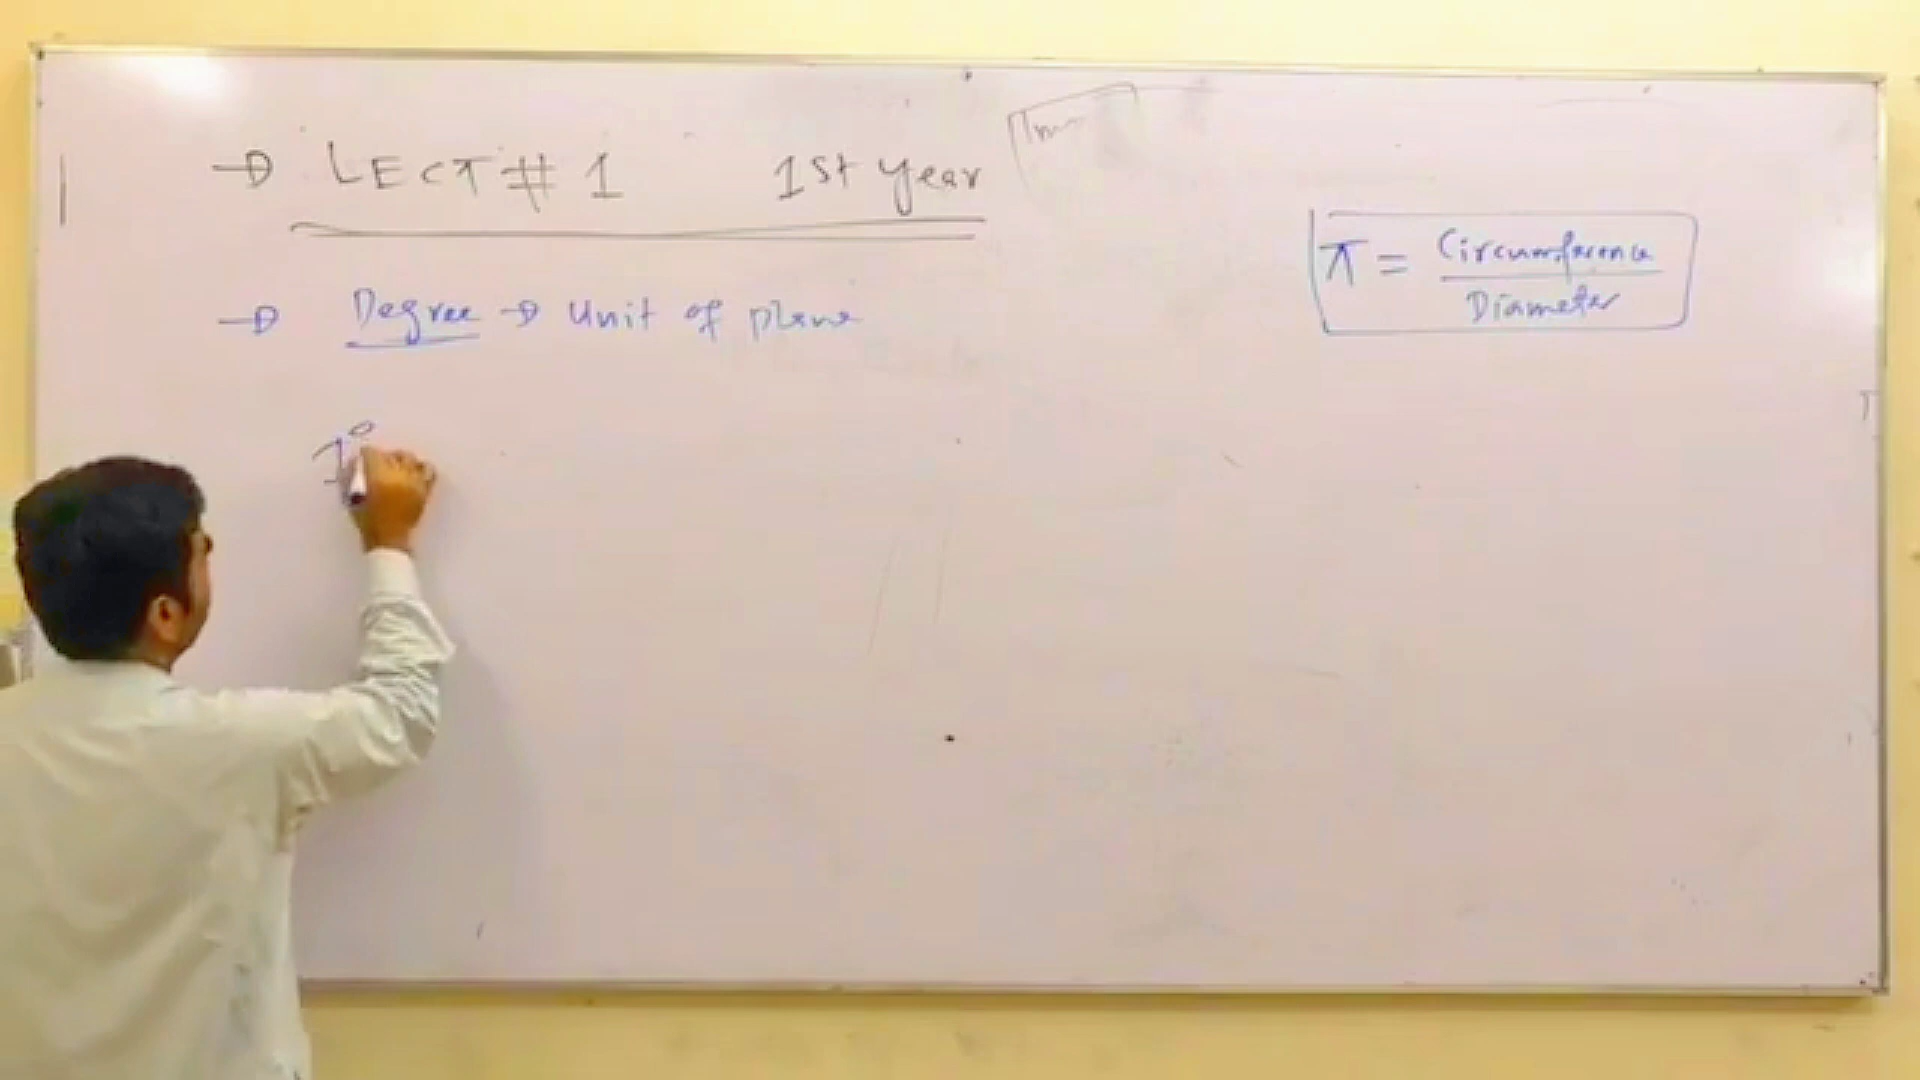 → LECT # 1 1st year
→ Degree → Unit of plane
1°
π = Circumference
Diameter